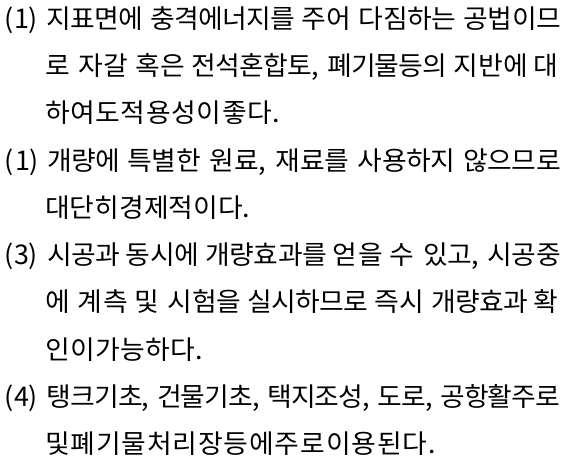 (1) 지표면에 충격에너지를 주어 다짐하는 공법이므
로 자갈 혹은 전석혼합토, 폐기물등의 지반에 대
하여도적용성이좋다.
(1) 개량에 특별한 원료, 재료를 사용하지 않으므로
대단히경제적이다.
(3) 시공과 동시에 개량효과를 얻을 수 있고, 시공중
에 계측 및 시험을 실시하므로 즉시 개량효과 확
인이가능하다.
(4) 탱크기초, 건물기초, 택지조성, 도로, 공항활주로
및폐기물처리장등에주로이용된다.